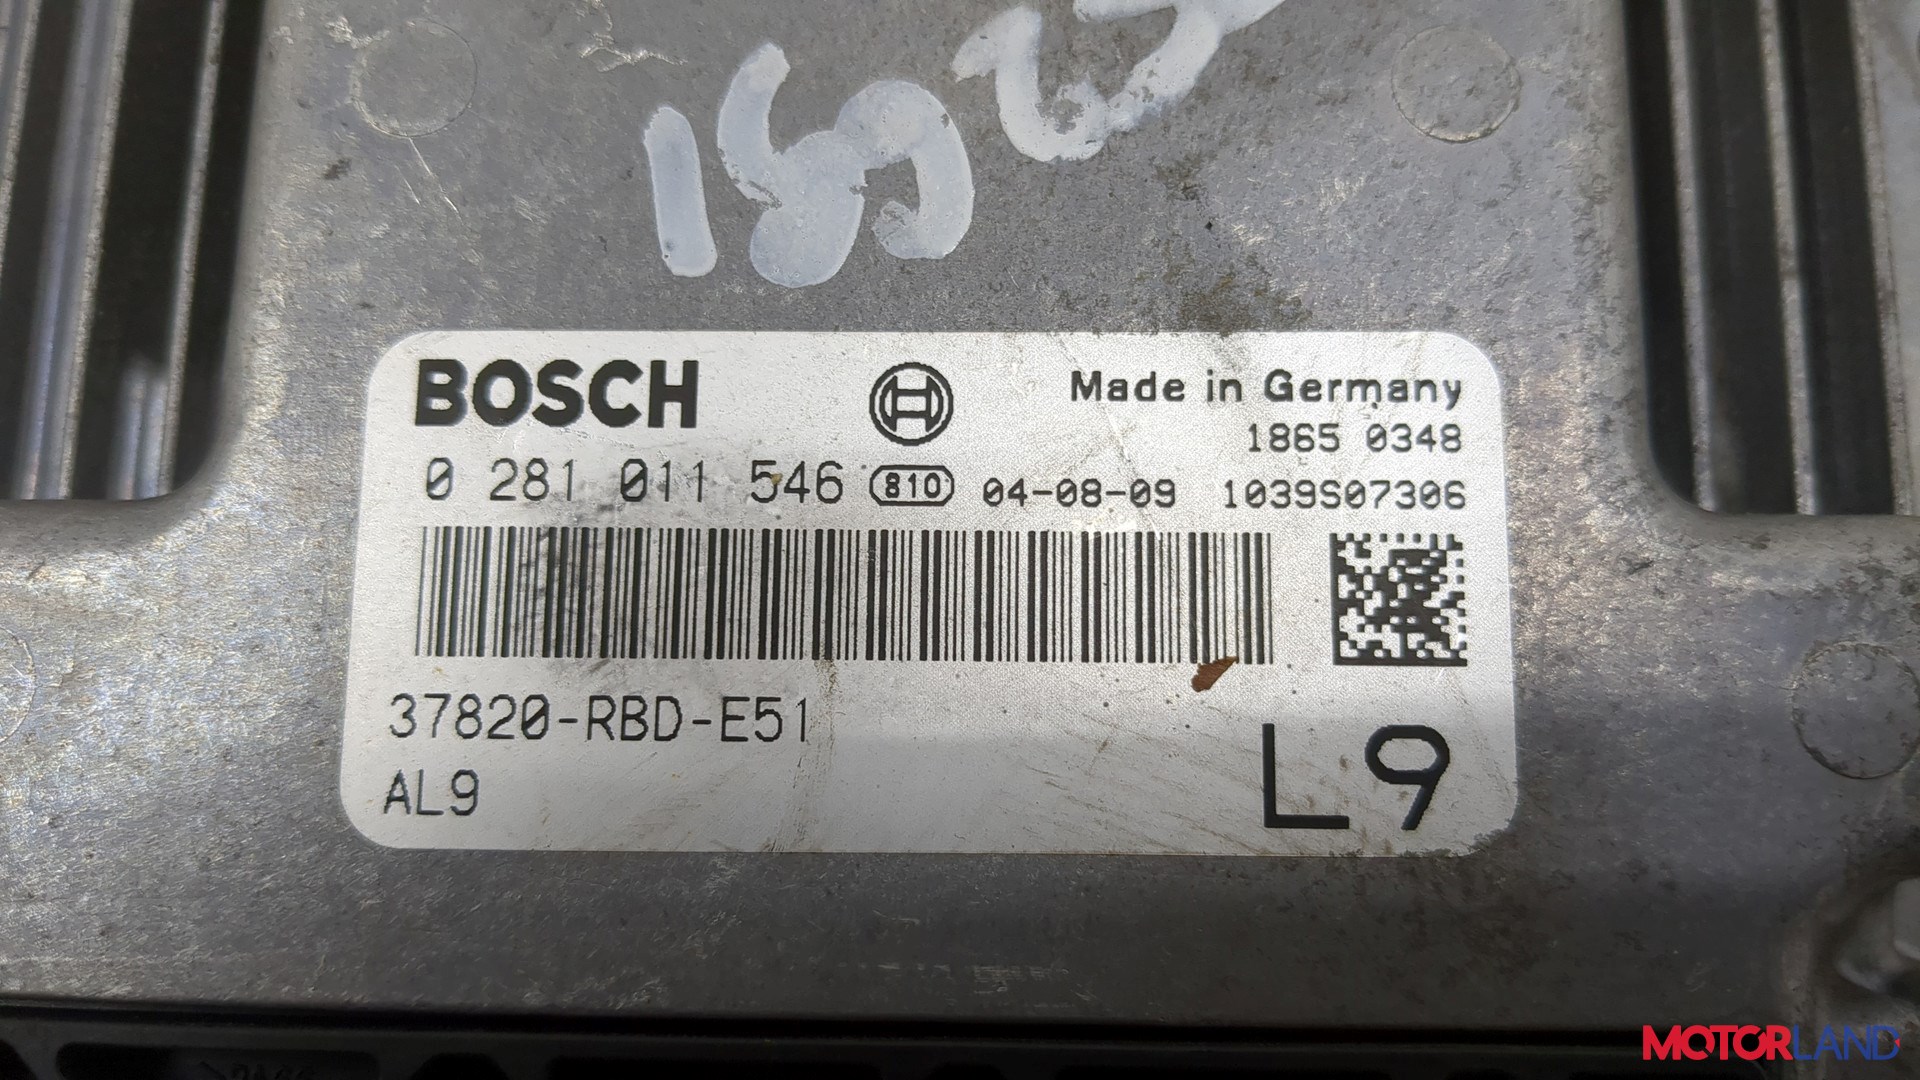 BOSCH
Made in Germany
1865 0348
0 281 011 546 810 04-08-09 1039S07306
37820-RBD-E51
AL9
L9
MOTORLAND